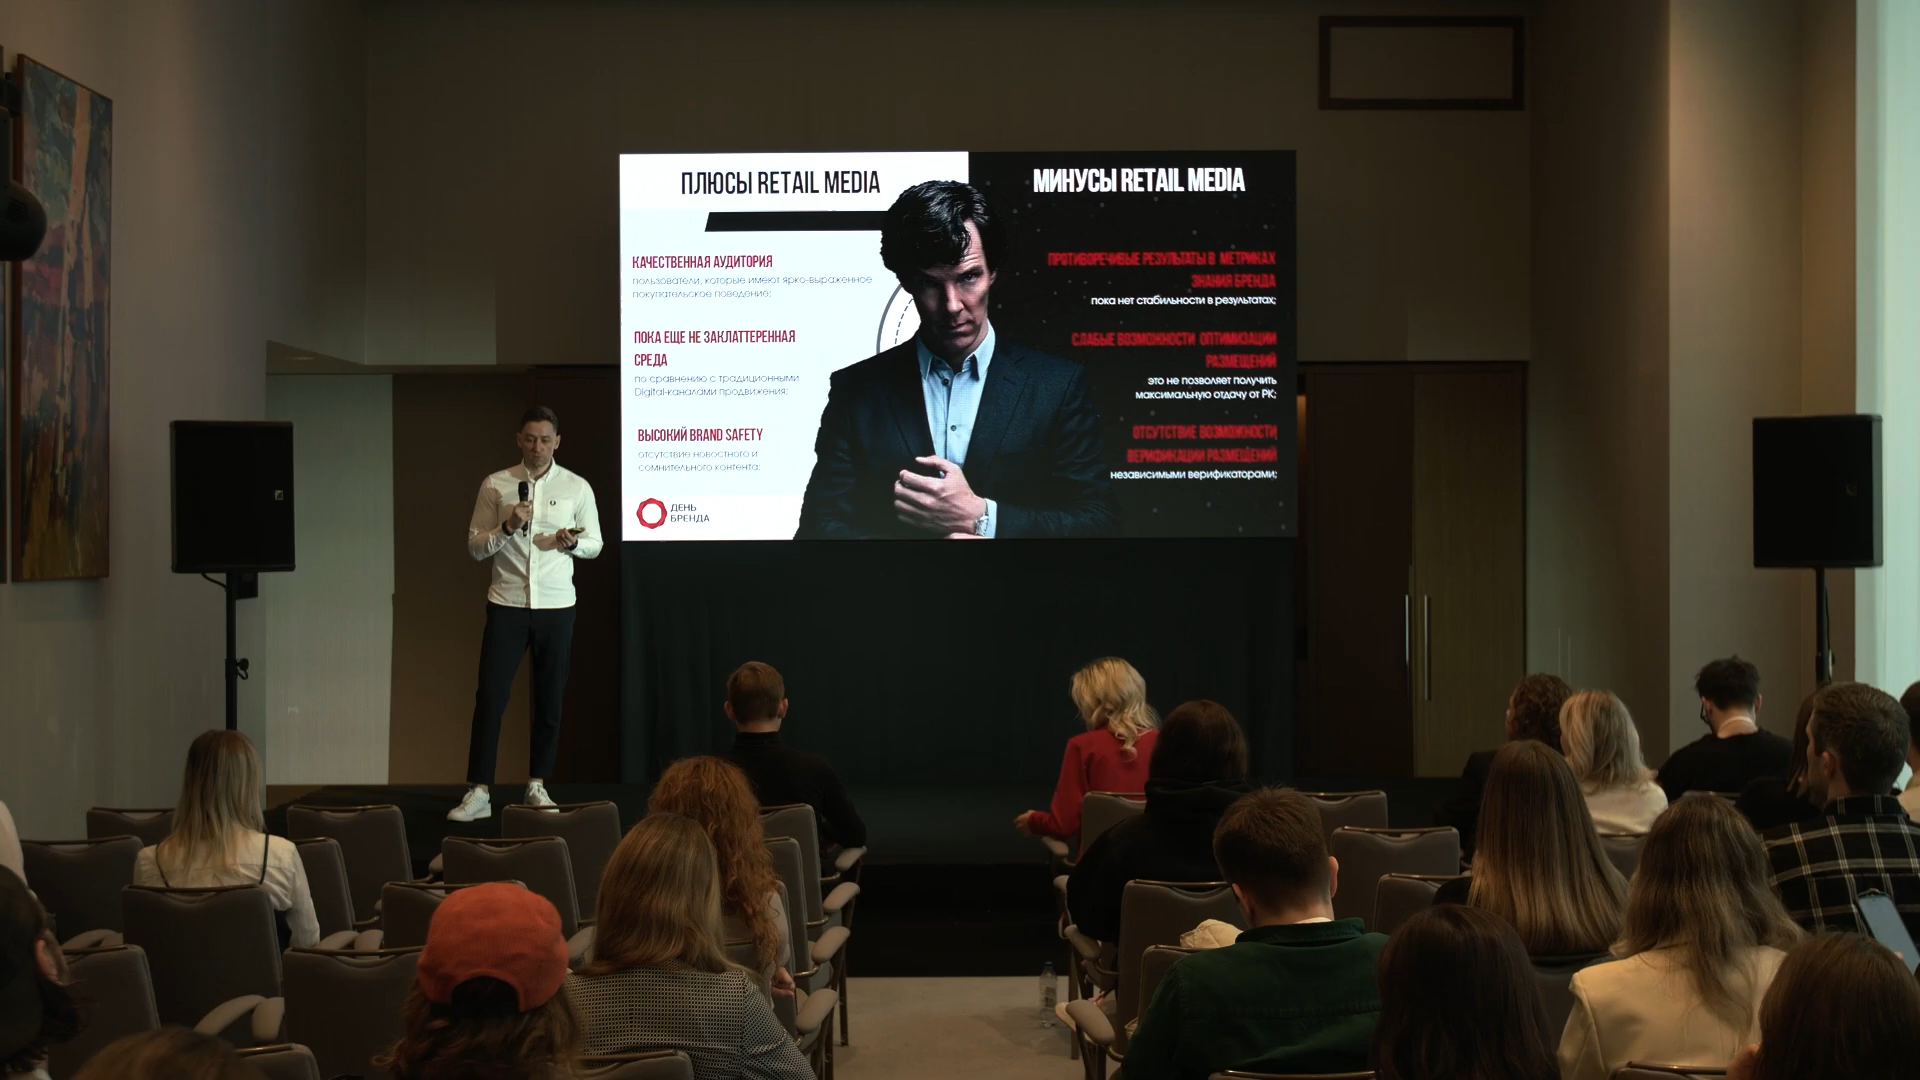 ПЛЮСЫ RETAIL MEDIA
КАЧЕСТВЕННАЯ АУДИТОРИЯ
пользователи, которые имеют ярко-выраженное
покупательское поведение;
ПОКА ЕЩЕ НЕ ЗАКЛАТТЕРЕННАЯ
СРЕДА
по сравнению с традиционными
Digital-каналами продвижения;
ВЫСОКИЙ BRAND SAFETY
отсутствие новостного и
сомнительного контента;
ДЕНЬ
БРЕНДА
МИНУСЫ RETAIL MEDIA
ПРОТИВОРЕЧИВЫЕ РЕЗУЛЬТАТЫ В МЕТРИКАХ
ЗНАНИЯ БРЕНДА
пока нет стабильности в результатах;
СЛАБЫЕ ВОЗМОЖНОСТИ ОПТИМИЗАЦИИ
РАЗМЕЩЕНИЙ
это не позволяет получить
максимальную отдачу от РК;
ОТСУТСТВИЕ ВОЗМОЖНОСТИ
ВЕРИФИКАЦИИ РАЗМЕЩЕНИЙ
независимыми верификаторами;